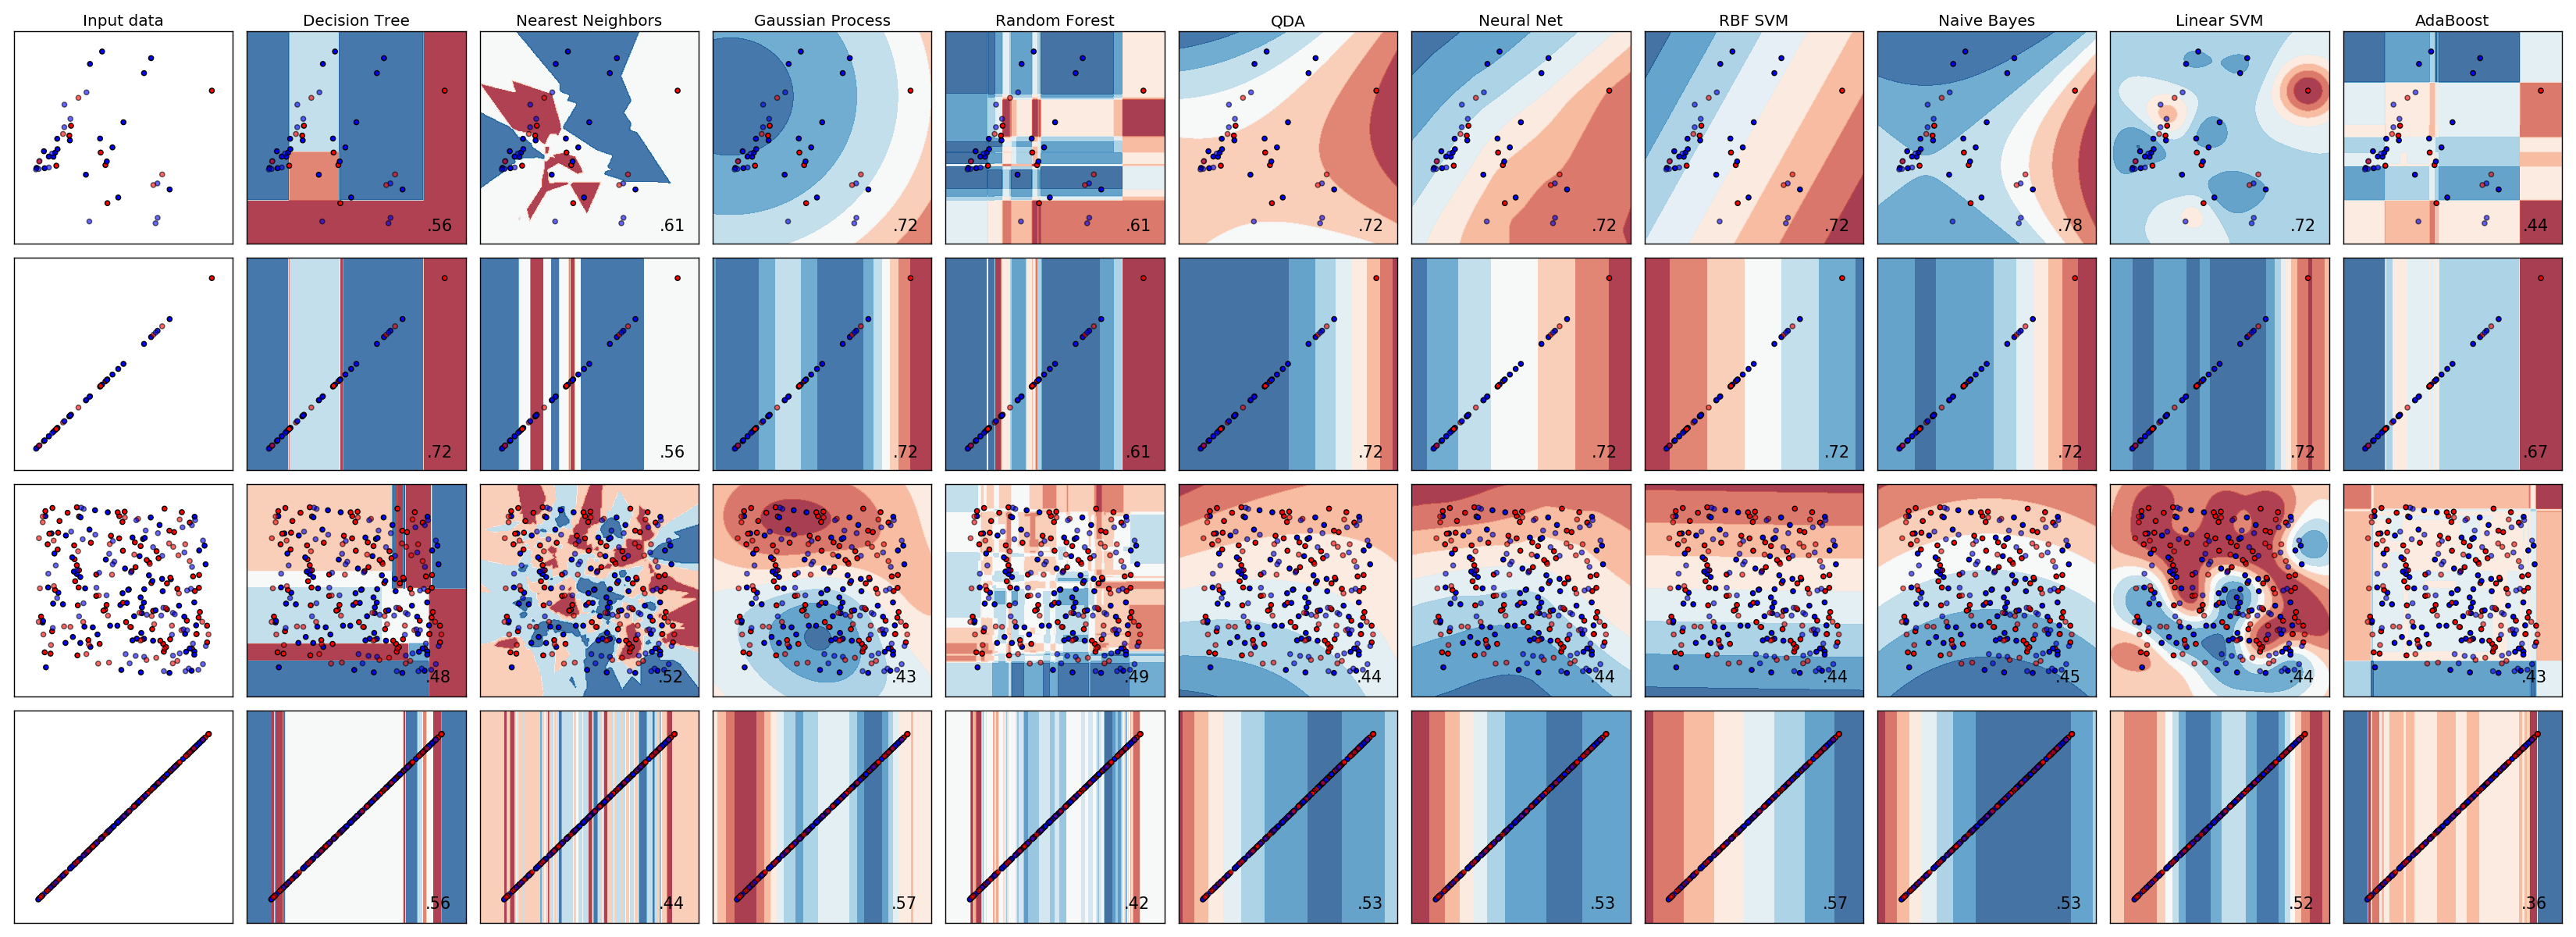 Input data Decision Tree Nearest Neighbors Gaussian Process Random Forest QDA Neural Net RBF SVM Naive Bayes Linear SVM AdaBoost
.56 .61 .72 .61 .72 .72 .72 .78 .72 .44
.72 .56 .72 .61 .72 .72 .72 .72 .72 .67
.48 .52 .43 .49 .44 .44 .44 .45 .44 .43
.56 .44 .57 .42 .53 .53 .57 .53 .52 .36